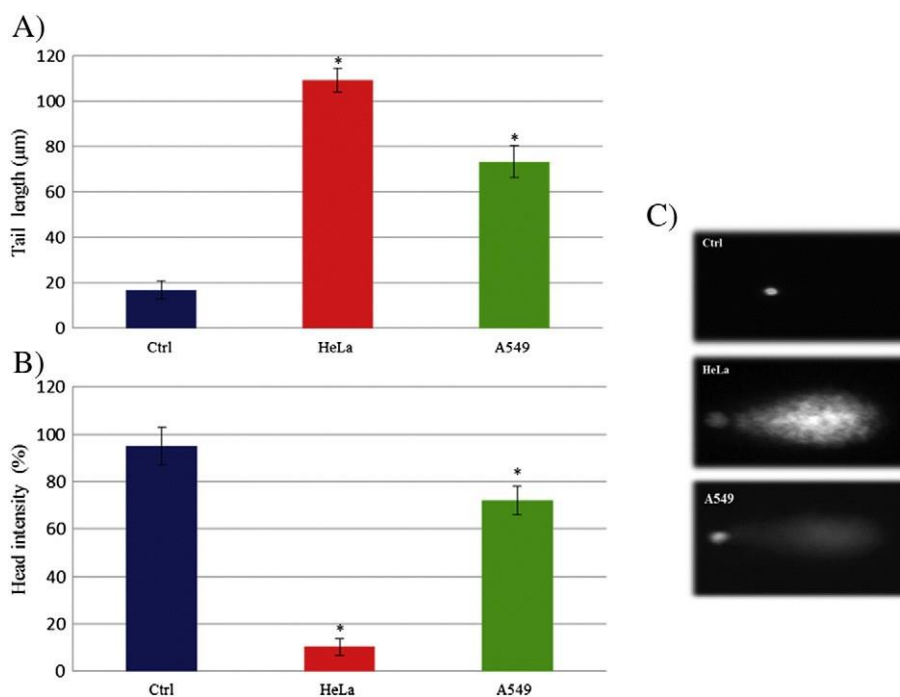 A)
Tail length (µm)
120
100
80
60
40
20
0
*
*
Ctrl
HeLa
A549
B)
Head intensity (%)
120
100
80
60
40
20
0
*
*
Ctrl
HeLa
A549
C)
Ctrl
HeLa
A549